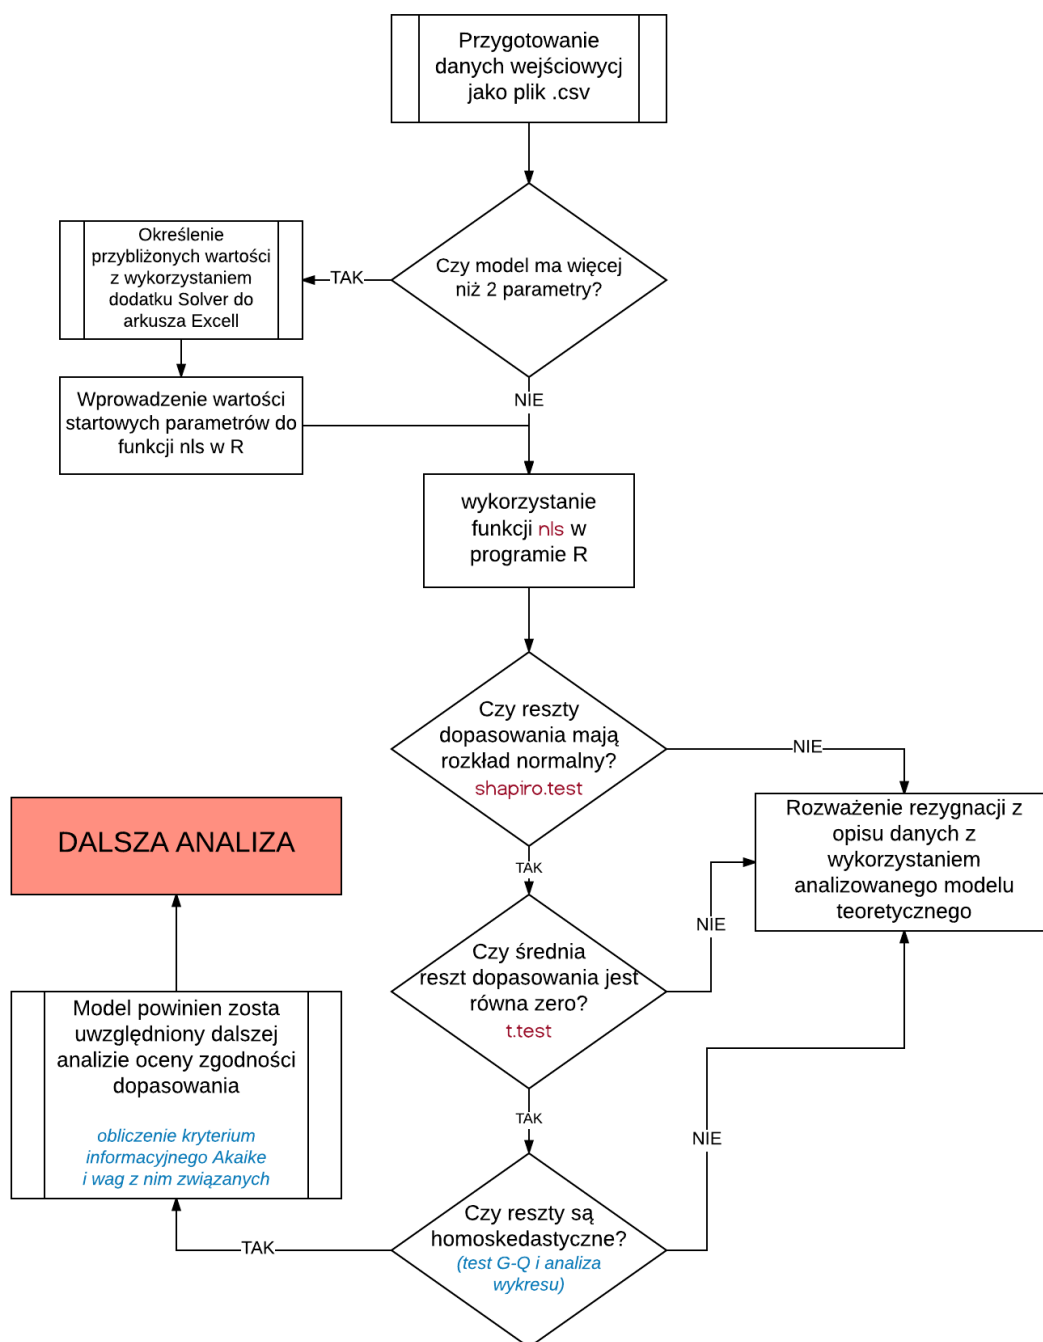 Przygotowanie
danych wejściowycj
jako plik .csv
Czy model ma więcej
niż 2 parametry?
TAK
Określenie
przybliżonych wartości
z wykorzystaniem
dodatku Solver do
arkusza Excell
Wprowadzenie wartości
startowych parametrów do
funkcji nls w R
NIE
wykorzystanie
funkcji nls w
programie R
Czy reszty
dopasowania mają
rozkład normalny?
shapiro.test
NIE
Rozważenie rezygnacji z
opisu danych z
wykorzystaniem
analizowanego modelu
teoretycznego
TAK
Czy średnia
reszt dopasowania jest
równa zero?
t.test
NIE
TAK
Czy reszty są
homoskedastyczne?
(test G-Q i analiza
wykresu)
NIE
TAK
Model powinien zosta
uwzględniony dalszej
analizie oceny zgodności
dopasowania
obliczenie kryterium
informacyjnego Akaike
i wag z nim związanych
DALSZA ANALIZA